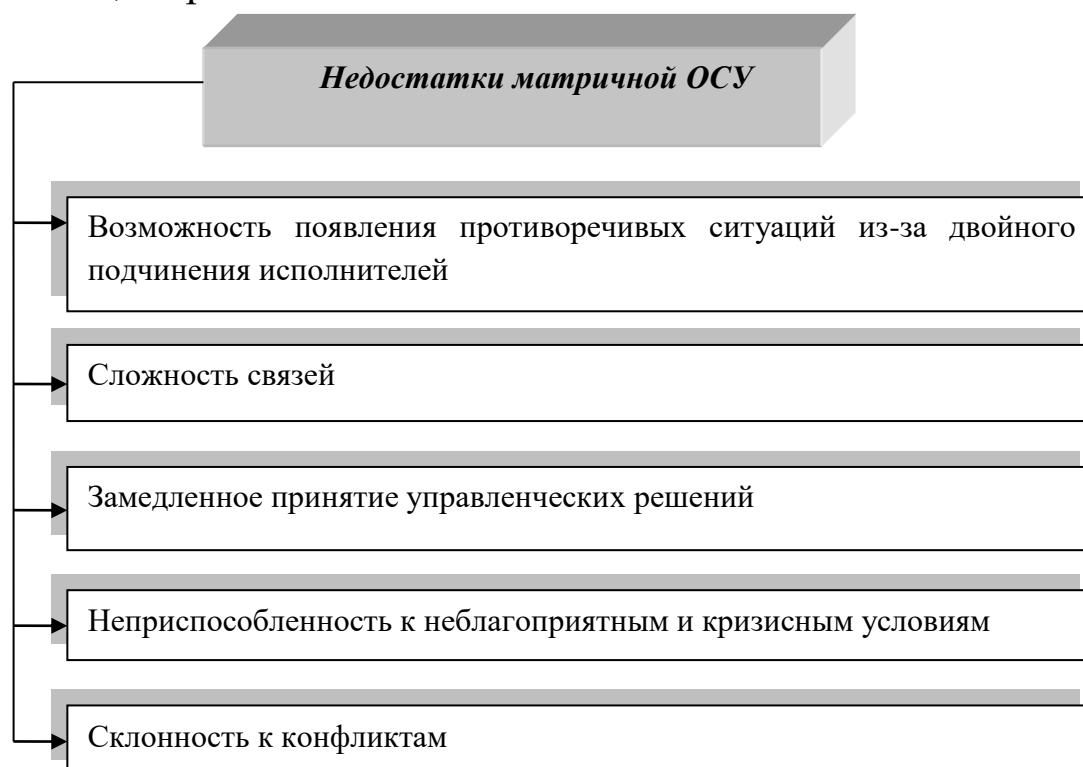 Недостатки матричной ОСУ
Возможность появления противоречивых ситуаций из-за двойного
подчинения исполнителей
Сложность связей
Замедленное принятие управленческих решений
Неприспособленность к неблагоприятным и кризисным условиям
Склонность к конфликтам